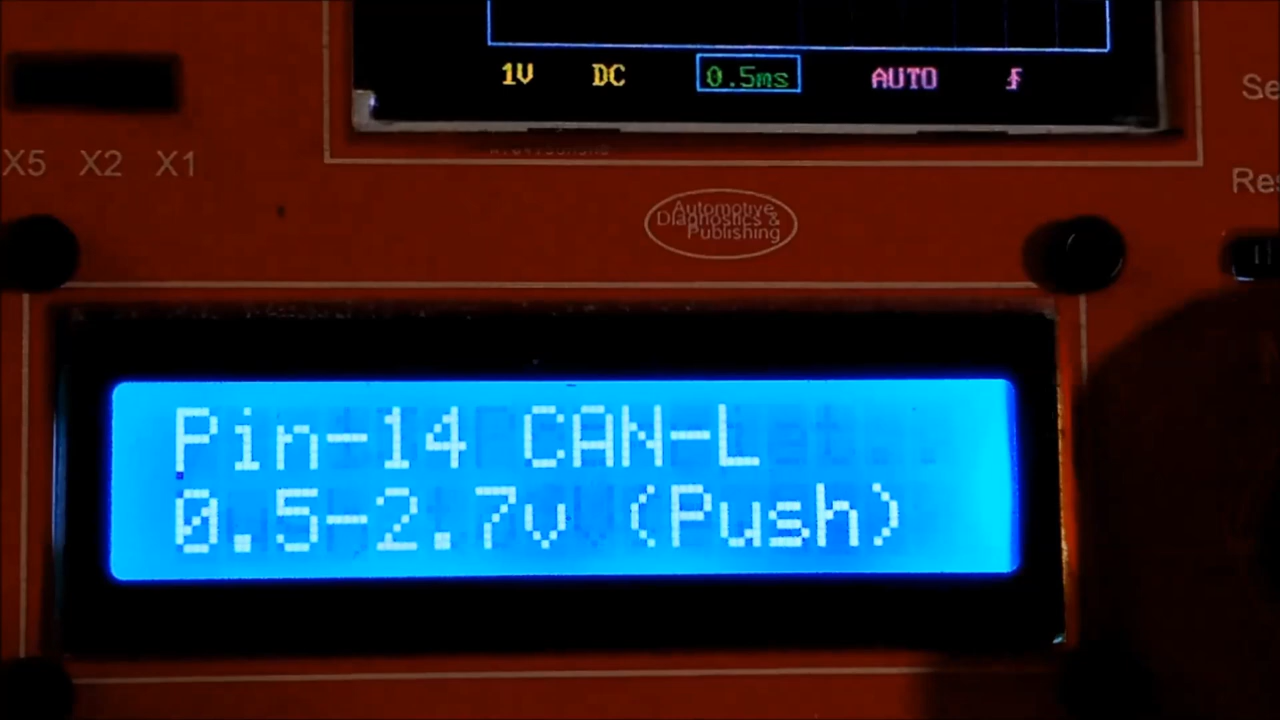 1V DC 0.5ms AUTO
X5 X2 X1
Automotive
Diagnostics &
Publishing
Pin-14 CAN-L
0.5-2.7v (Push)